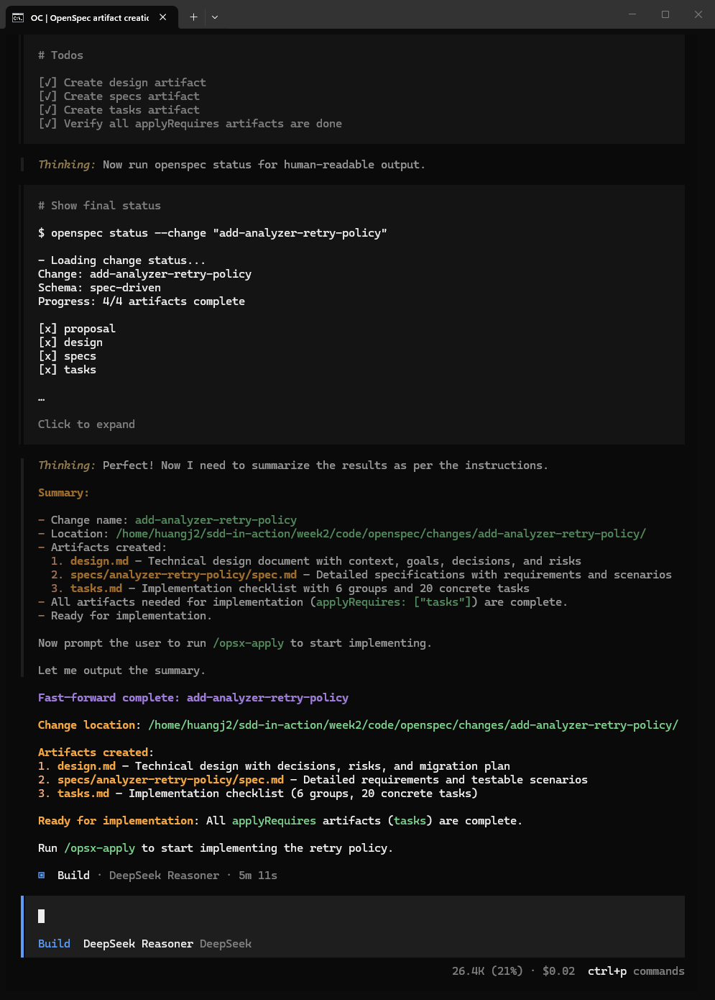 OC | OpenSpec artifact creatic
# Todos
[✓] Create design artifact
[✓] Create specs artifact
[✓] Create tasks artifact
[✓] Verify all applyRequires artifacts are done
Thinking: Now run openspec status for human-readable output.
# Show final status
$ openspec status --change "add-analyzer-retry-policy"
- Loading change status...
Change: add-analyzer-retry-policy
Schema: spec-driven
Progress: 4/4 artifacts complete
[x] proposal
[x] design
[x] specs
[x] tasks
…
Click to expand
Thinking: Perfect! Now I need to summarize the results as per the instructions.
Summary:
- Change name: add-analyzer-retry-policy
- Location: /home/huangj2/sdd-in-action/week2/code/openspec/changes/add-analyzer-retry-policy/
- Artifacts created:
1. design.md - Technical design document with context, goals, decisions, and risks
2. specs/analyzer-retry-policy/spec.md - Detailed specifications with requirements and scenarios
3. tasks.md - Implementation checklist with 6 groups and 20 concrete tasks
- All artifacts needed for implementation (applyRequires: ["tasks"]) are complete.
- Ready for implementation.
Now prompt the user to run /opsx-apply to start implementing.
Let me output the summary.
Fast-forward complete: add-analyzer-retry-policy
Change location: /home/huangj2/sdd-in-action/week2/code/openspec/changes/add-analyzer-retry-policy/
Artifacts created:
1. design.md — Technical design with decisions, risks, and migration plan
2. specs/analyzer-retry-policy/spec.md — Detailed requirements and testable scenarios
3. tasks.md — Implementation checklist (6 groups, 20 concrete tasks)
Ready for implementation: All applyRequires artifacts (tasks) are complete.
Run /opsx-apply to start implementing the retry policy.
Build · DeepSeek Reasoner · 5m 11s
Build DeepSeek Reasoner DeepSeek
26.4K (21%) · $0.02 ctrl+p commands